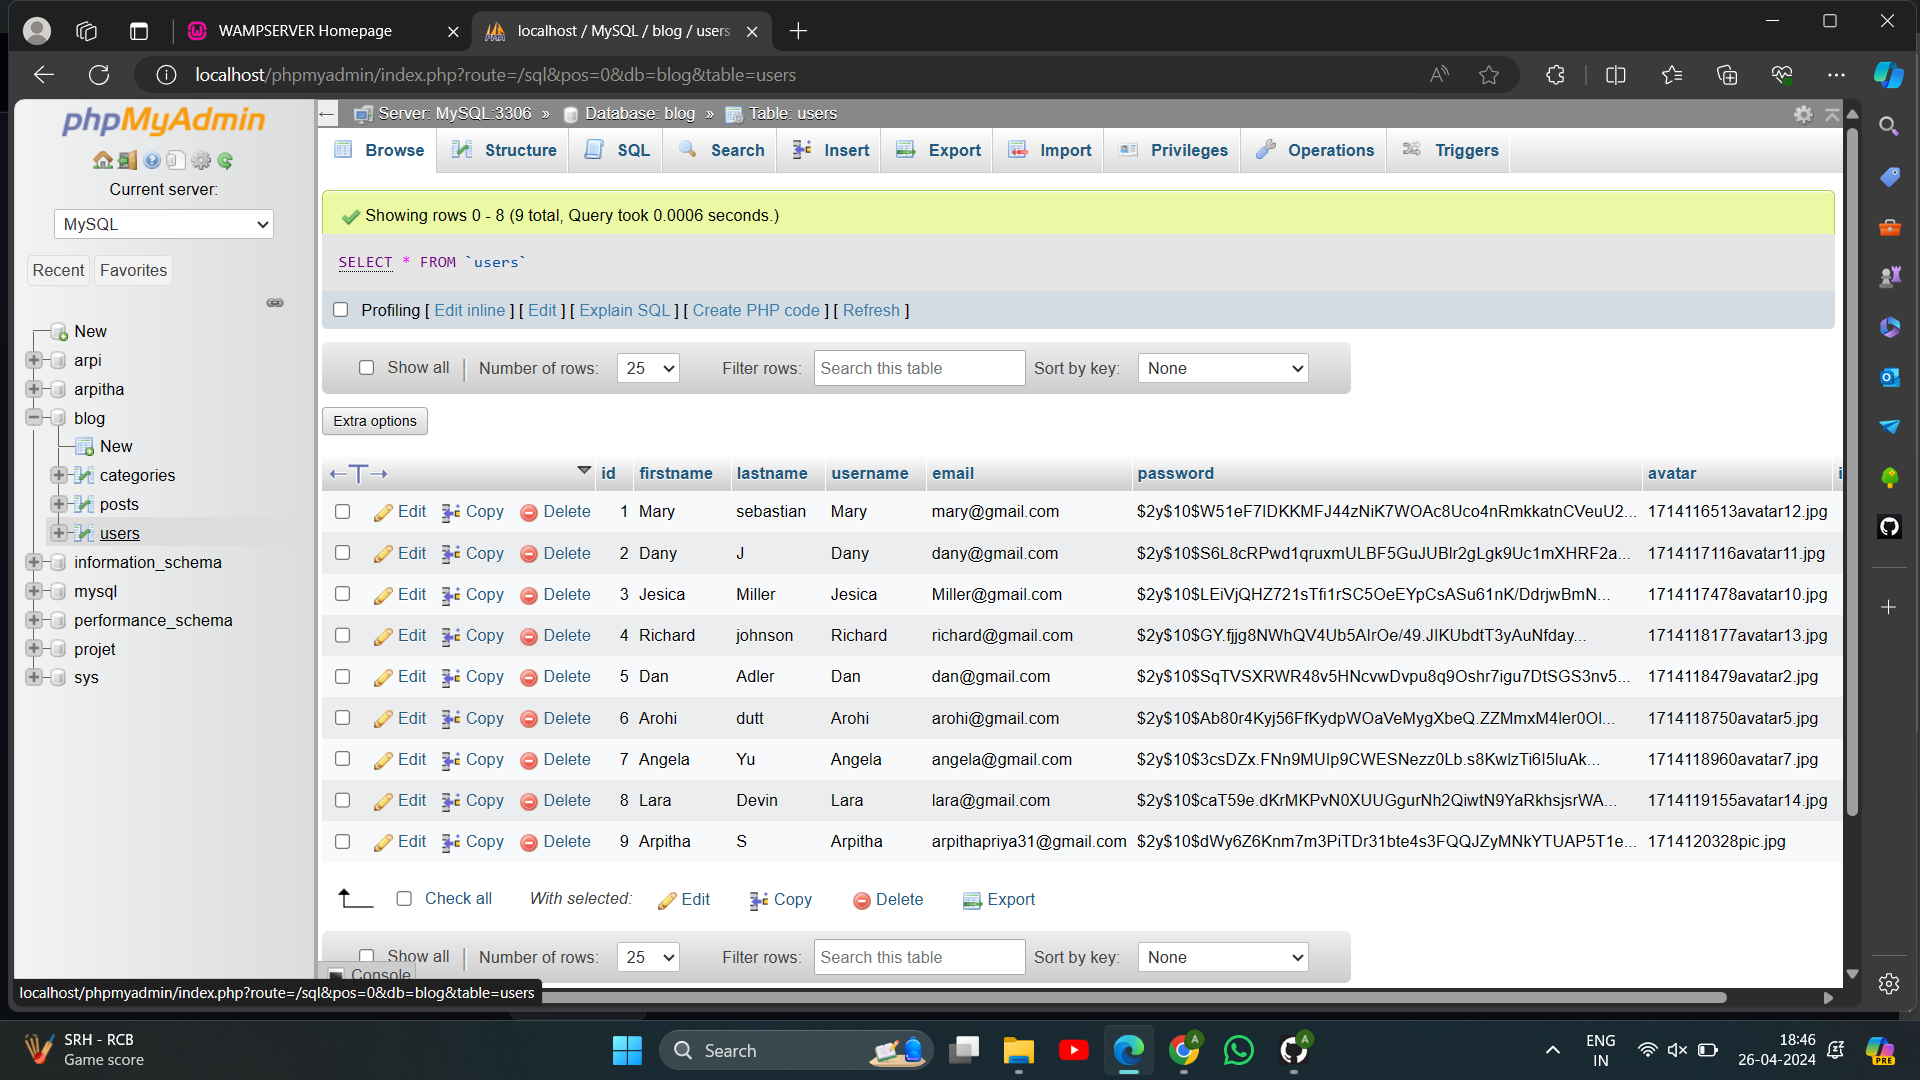 WAMPSERVER Homepage
localhost / MySQL / blog / users
localhost/phpmyadmin/index.php?route=/sql&pos=0&db=blog&table=users
phpMyAdmin
Current server:
MySQL
Recent Favorites
New
arpi
arpitha
blog
New
categories
posts
users
information_schema
mysql
performance_schema
projet
sys
Server: MySQL:3306 » Database: blog » Table: users
Browse Structure SQL Search Insert Export Import Privileges Operations Triggers
Showing rows 0 - 8 (9 total, Query took 0.0006 seconds.)
SELECT * FROM `users`
Profiling [ Edit inline ] [ Edit ] [ Explain SQL ] [ Create PHP code ] [ Refresh ]
Show all Number of rows: 25 Filter rows: Search this table Sort by key: None
Extra options
id firstname lastname username email password avatar i
Edit Copy Delete 1 Mary sebastian Mary mary@gmail.com $2y$10$W51eF7IDKKMFJ44zNiK7WOAc8Uco4nRmkkatnCVeuU2... 1714116513avatar12.jpg
Edit Copy Delete 2 Dany J Dany dany@gmail.com $2y$10$S6L8cRPwd1qruxmULBF5GuJUBlr2gLgk9Uc1mXHRF2a... 1714117116avatar11.jpg
Edit Copy Delete 3 Jesica Miller Jesica Miller@gmail.com $2y$10$LEiVjQHZ721sTfi1rSC5OeEYpCsASu61nK/DdrjwBmN... 1714117478avatar10.jpg
Edit Copy Delete 4 Richard johnson Richard richard@gmail.com $2y$10$GY.fjjg8NWhQV4Ub5AIrOe/49.JIKUbdtT3yAuNfday... 1714118177avatar13.jpg
Edit Copy Delete 5 Dan Adler Dan dan@gmail.com $2y$10$SqTVSXRWR48v5HNcvwDvpu8q9Oshr7igu7DtSGS3nv5... 1714118479avatar2.jpg
Edit Copy Delete 6 Arohi dutt Arohi arohi@gmail.com $2y$10$Ab80r4Kyj56FfKydpWOaVeMygXbeQ.ZZMmxM4ler0Ol... 1714118750avatar5.jpg
Edit Copy Delete 7 Angela Yu Angela angela@gmail.com $2y$10$3csDZx.FNn9MUlp9CWESNezz0Lb.s8KwlzTi6I5luAk... 1714118960avatar7.jpg
Edit Copy Delete 8 Lara Devin Lara lara@gmail.com $2y$10$caT59e.dKrMKPvN0XUUGgurNh2QiwtN9YaRkhsjsrWA... 1714119155avatar14.jpg
Edit Copy Delete 9 Arpitha S Arpitha arpithapriya31@gmail.com $2y$10$dWy6Z6Knm7m3PiTDr31bte4s3FQQJZyMNkYTUAP5T1e... 1714120328pic.jpg
Check all With selected: Edit Copy Delete Export
Show all Number of rows: 25 Filter rows: Search this table Sort by key: None
Console
localhost/phpmyadmin/index.php?route=/sql&pos=0&db=blog&table=users
SRH - RCB
Game score
Search
ENG
IN
18:46
26-04-2024
PRE